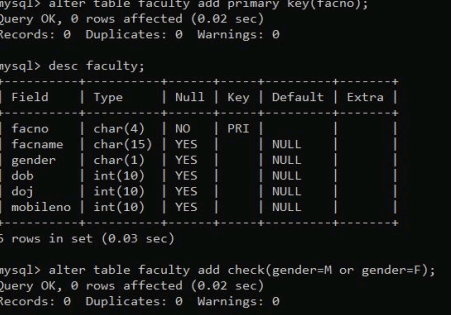 mysql> alter table faculty add primary key(facno);
Query OK, 0 rows affected (0.02 sec)
Records: 0  Duplicates: 0  Warnings: 0
mysql> desc faculty;
+----------+----------+------+-----+---------+-------+
| Field    | Type     | Null | Key | Default | Extra |
+----------+----------+------+-----+---------+-------+
| facno    | char(4)  | NO   | PRI |         |       |
| facname  | char(15) | YES  |     | NULL    |       |
| gender   | char(1)  | YES  |     | NULL    |       |
| dob      | int(10)  | YES  |     | NULL    |       |
| doj      | int(10)  | YES  |     | NULL    |       |
| mobileno | int(10)  | YES  |     | NULL    |       |
+----------+----------+------+-----+---------+-------+
6 rows in set (0.03 sec)
mysql> alter table faculty add check(gender=M or gender=F);
Query OK, 0 rows affected (0.02 sec)
Records: 0  Duplicates: 0  Warnings: 0